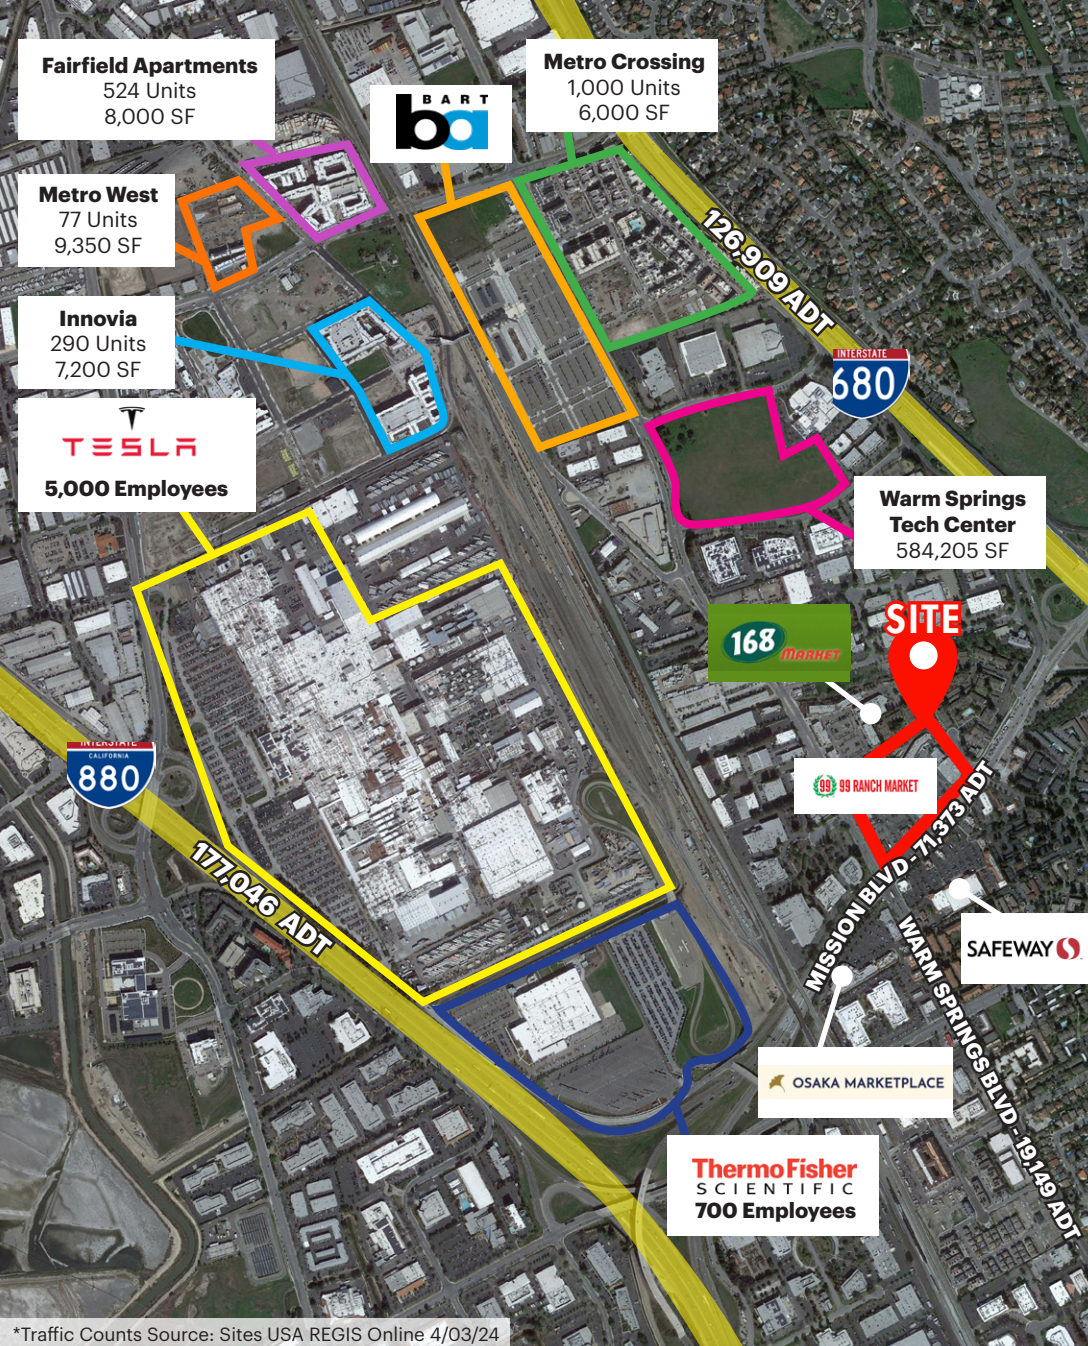 Fairfield Apartments
524 Units
8,000 SF
BART
ba
Metro Crossing
1,000 Units
6,000 SF
Metro West
77 Units
9,350 SF
126,909 ADT
Innovia
290 Units
7,200 SF
INTERSTATE
680
TESLA
5,000 Employees
Warm Springs
Tech Center
584,205 SF
168
MARKET
SITE
INTERSTATE
CALIFORNIA
880
99
99 RANCH MARKET
177,046 ADT
MISSION BLVD - 71,373 ADT
SAFEWAY
WARM SPRINGS BLVD - 19,149 ADT
OSAKA MARKETPLACE
ThermoFisher
SCIENTIFIC
700 Employees
*Traffic Counts Source: Sites USA REGIS Online 4/03/24